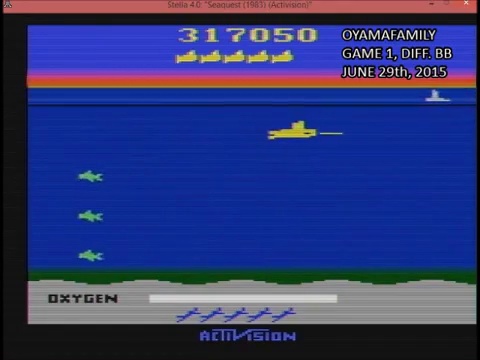 Stella 4.0: "Seaquest (1983) (Activision)"
317050
OYAMAFAMILY
GAME 1, DIFF. BB
JUNE 29th, 2015
OXYGEN
ACTIVISION